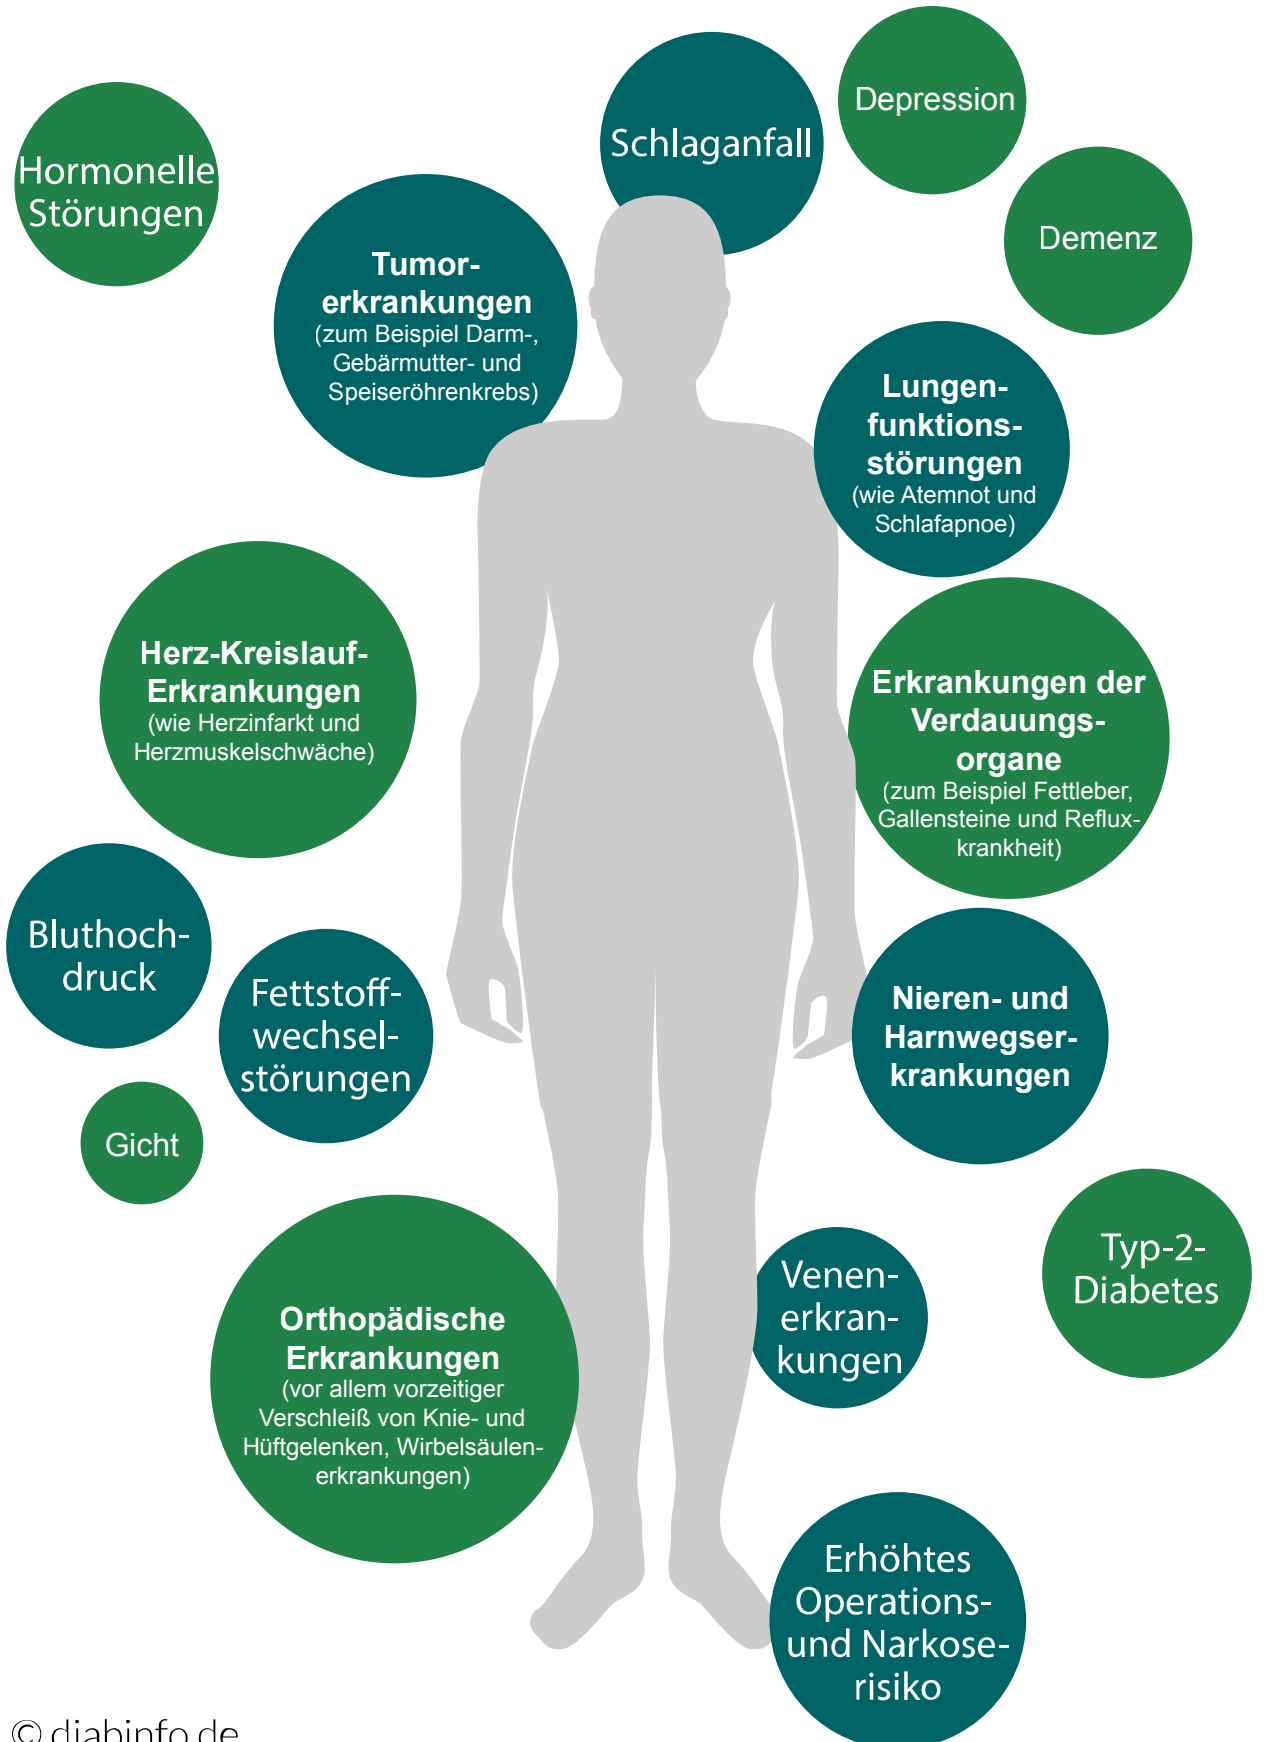 Depression
Schlaganfall
Hormonelle
Störungen
Demenz
Tumor-
erkrankungen
(zum Beispiel Darm-,
Gebärmutter- und
Speiseröhrenkrebs)
Lungen-
funktions-
störungen
(wie Atemnot und
Schlafapnoe)
Herz-Kreislauf-
Erkrankungen
(wie Herzinfarkt und
Herzmuskelschwäche)
Erkrankungen der
Verdauungs-
organe
(zum Beispiel Fettleber,
Gallensteine und Reflux-
krankheit)
Bluthoch-
druck
Fettstoff-
wechsel-
störungen
Nieren- und
Harnwegser-
krankungen
Gicht
Typ-2-
Diabetes
Venen-
erkran-
kungen
Orthopädische
Erkrankungen
(vor allem vorzeitiger
Verschleiß von Knie- und
Hüftgelenken, Wirbelsäulen-
erkrankungen)
Erhöhtes
Operations-
und Narkose-
risiko
© diabinfo.de